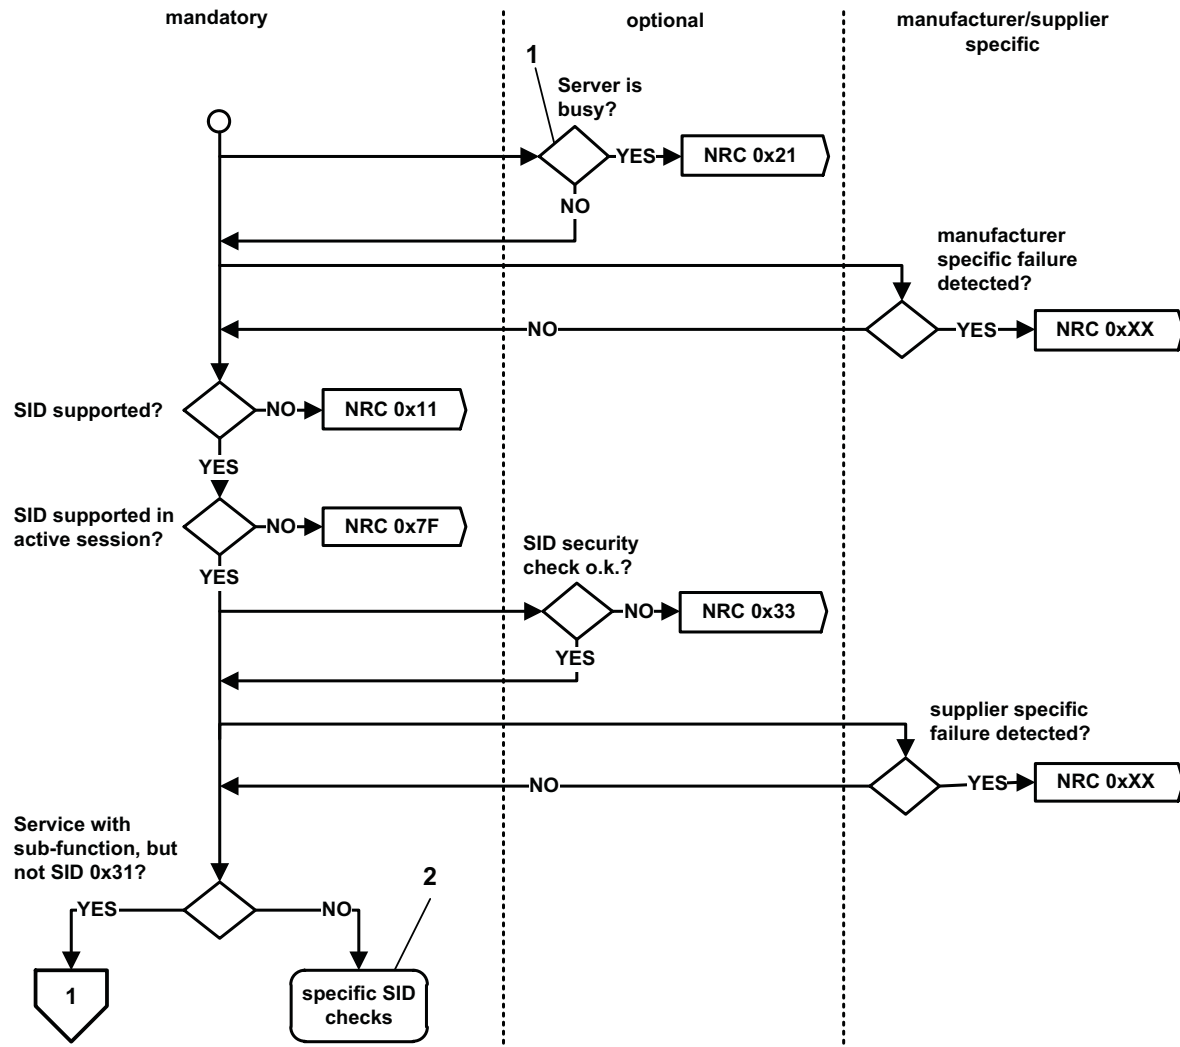 mandatory
optional
manufacturer/supplier
specific
1
Server is
busy?
YES
NRC 0x21
NO
manufacturer
specific failure
detected?
NO
YES
NRC 0xXX
SID supported?
NO
NRC 0x11
YES
SID supported in
active session?
NO
NRC 0x7F
YES
SID security
check o.k.?
NO
NRC 0x33
YES
supplier specific
failure detected?
NO
YES
NRC 0xXX
Service with
sub-function, but
not SID 0x31?
YES
NO
2
1
specific SID
checks